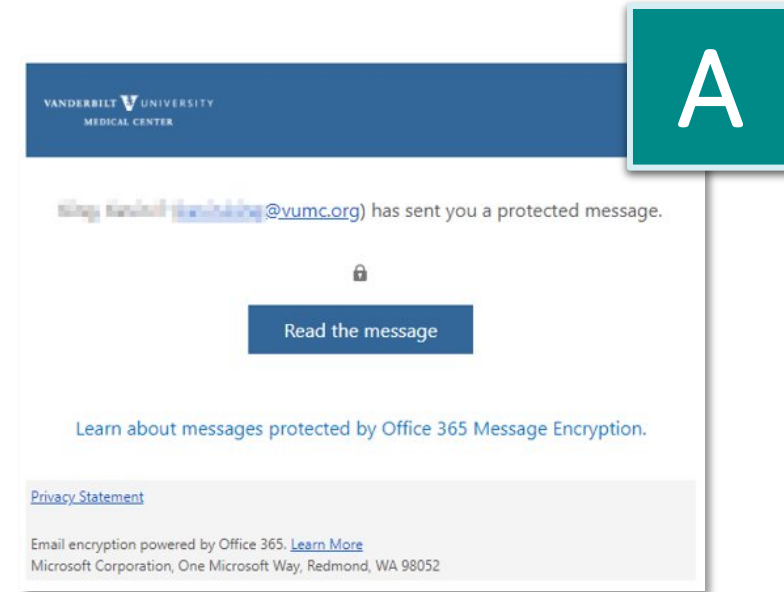 A
VANDERBILT UNIVERSITY
MEDICAL CENTER
@vumc.org) has sent you a protected message.
Read the message
Learn about messages protected by Office 365 Message Encryption.
Privacy Statement
Email encryption powered by Office 365. Learn More
Microsoft Corporation, One Microsoft Way, Redmond, WA 98052